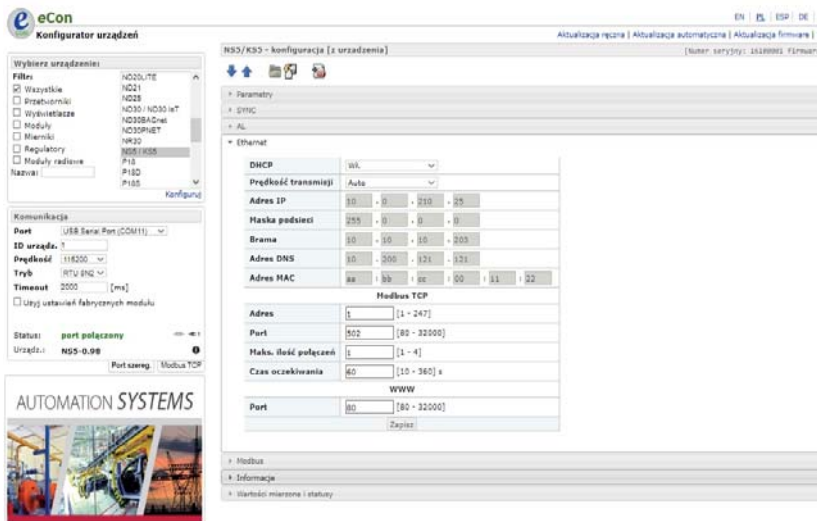 eCon
Konfigurator urządzeń
EN | PL | ESP | DE |
Aktualizacja ręczna | Aktualizacja automatyczna | Aktualizacja firmware |
Wybierz urządzenie:
Filtr:
Wszystkie
Przetworniki
Wyświetlacze
Moduły
Mierniki
Regulatory
Moduły radiowe
Nazwa:
ND20LITE
ND21
ND25
ND30 / ND30 IoT
ND30BACnet
ND30PNET
NR30
NS5 / KS5
P18
P18D
P18S
Konfiguruj
Komunikacja
Port USB Serial Port (COM11)
ID urządz. 1
Prędkość 115200
Tryb RTU 8N2
Timeout 2000 [ms]
Użyj ustawień fabrycznych modułu
Status: port połączony
Urządz.: NS5-0.98
Port szereg. Modbus TCP
AUTOMATION SYSTEMS
NS5/KS5 - konfiguracja [z urzadzenia]
[Numer seryjny: 16100001 Firmwar
Parametry
SYNC
AL
Ethernet
DHCP Wł.
Prędkość transmisji Auto
Adres IP 10 . 0 . 210 . 25
Maska podsieci 255 . 0 . 0 . 0
Brama 10 . 10 . 10 . 203
Adres DNS 10 . 200 . 121 . 121
Adres MAC aa : bb : cc : 00 : 11 : 22
Modbus TCP
Adres 1 [1 - 247]
Port 502 [80 - 32000]
Maks. ilość połączeń 1 [1 - 4]
Czas oczekiwania 60 [10 - 360] s
WWW
Port 80 [80 - 32000]
Zapisz
Modbus
Informacje
Wartości mierzone i statusy